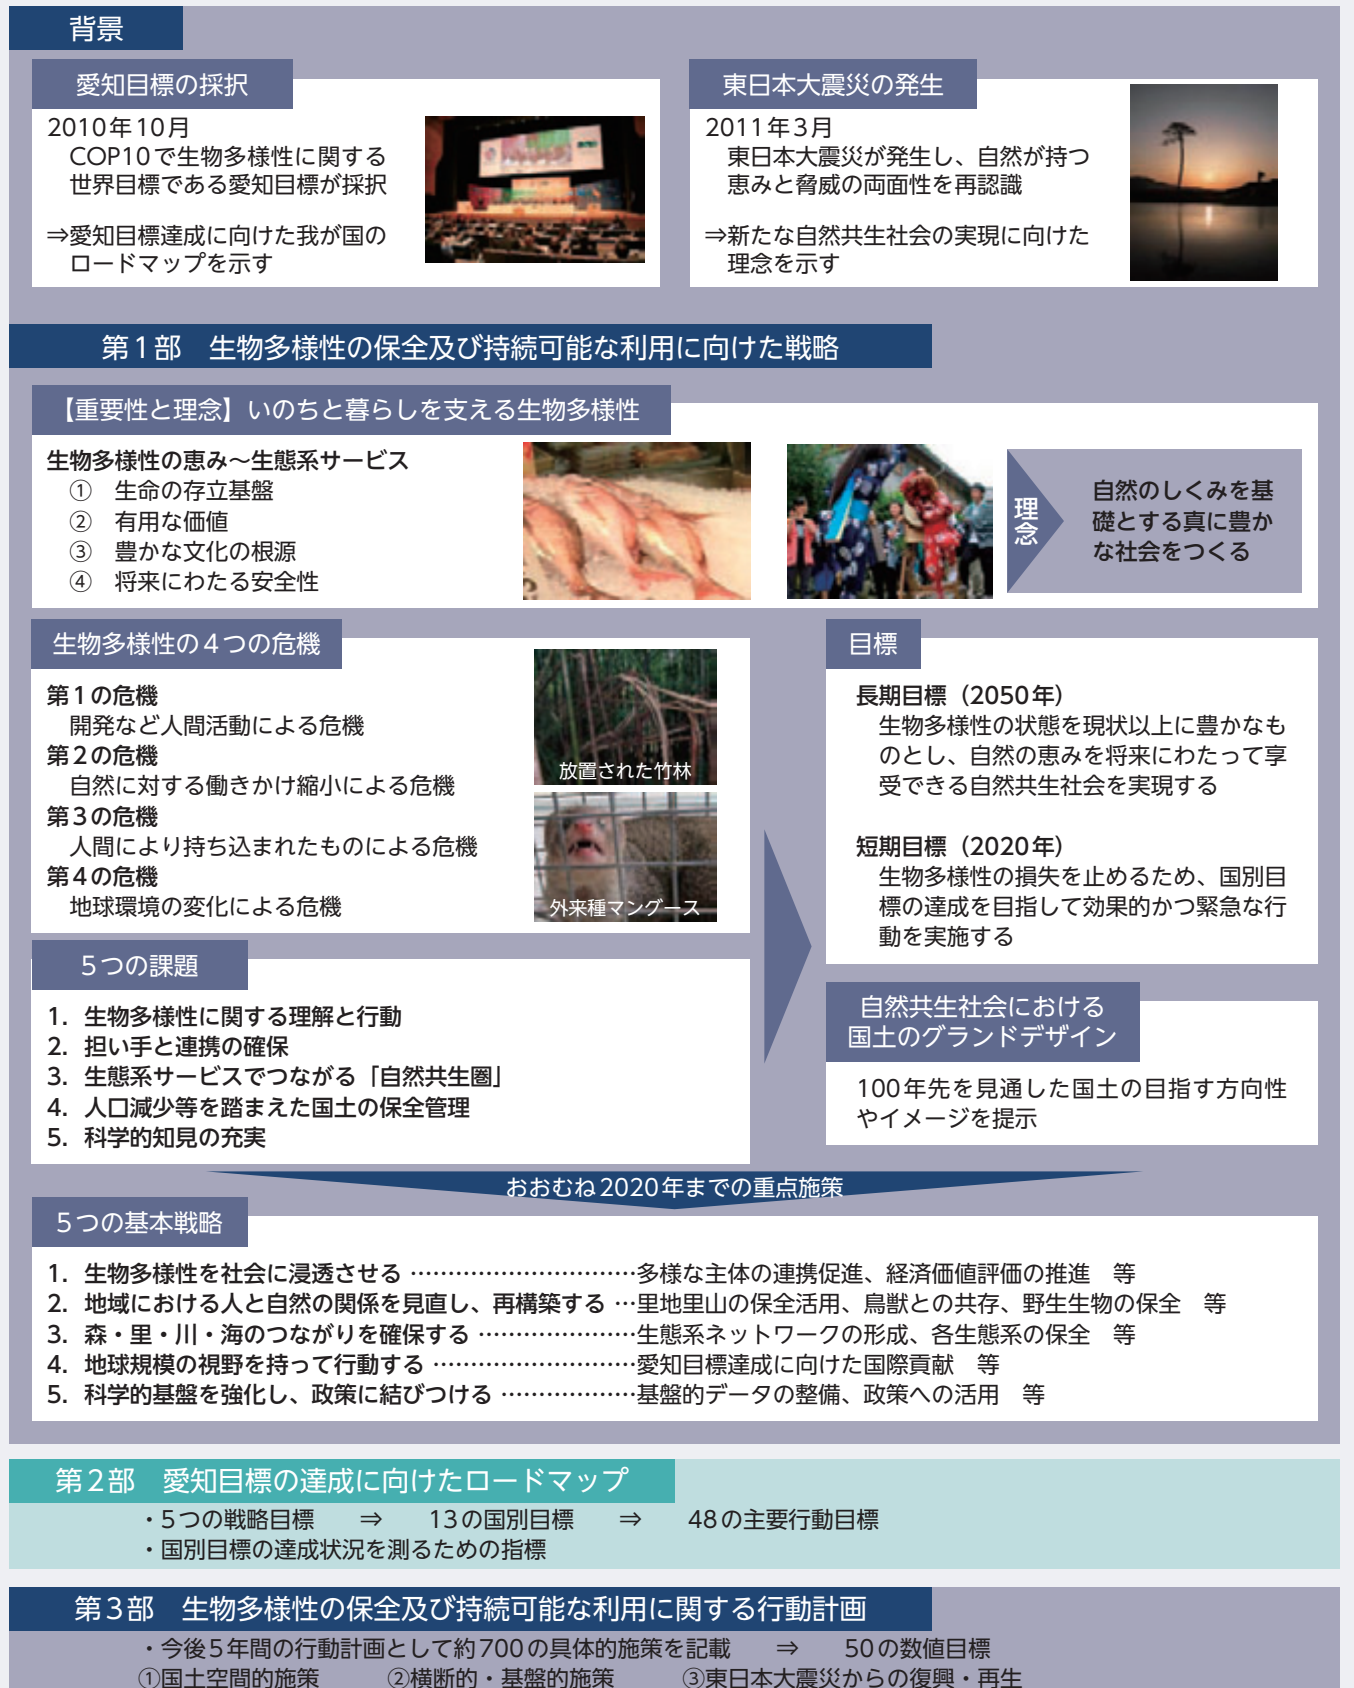 背景
愛知目標の採択
2010年10月
COP10で生物多様性に関する
世界目標である愛知目標が採択
⇒愛知目標達成に向けた我が国の
ロードマップを示す
東日本大震災の発生
2011年3月
東日本大震災が発生し、自然が持つ
恵みと脅威の両面性を再認識
⇒新たな自然共生社会の実現に向けた
理念を示す
第1部　生物多様性の保全及び持続可能な利用に向けた戦略
【重要性と理念】いのちと暮らしを支える生物多様性
生物多様性の恵み～生態系サービス
①　生命の存立基盤
②　有用な価値
③　豊かな文化の根源
④　将来にわたる安全性
理念
自然のしくみを基
礎とする真に豊か
な社会をつくる
生物多様性の4つの危機
第1の危機
開発など人間活動による危機
第2の危機
自然に対する働きかけ縮小による危機
第3の危機
人間により持ち込まれたものによる危機
第4の危機
地球環境の変化による危機
放置された竹林
外来種マングース
5つの課題
1. 生物多様性に関する理解と行動
2. 担い手と連携の確保
3. 生態系サービスでつながる「自然共生圏」
4. 人口減少等を踏まえた国土の保全管理
5. 科学的知見の充実
目標
長期目標（2050年）
生物多様性の状態を現状以上に豊かなも
のとし、自然の恵みを将来にわたって享
受できる自然共生社会を実現する
短期目標（2020年）
生物多様性の損失を止めるため、国別目
標の達成を目指して効果的かつ緊急な行
動を実施する
自然共生社会における
国土のグランドデザイン
100年先を見通した国土の目指す方向性
やイメージを提示
おおむね2020年までの重点施策
5つの基本戦略
1. 生物多様性を社会に浸透させる …………………………多様な主体の連携促進、経済価値評価の推進　等
2. 地域における人と自然の関係を見直し、再構築する …里地里山の保全活用、鳥獣との共存、野生生物の保全　等
3. 森・里・川・海のつながりを確保する …………………生態系ネットワークの形成、各生態系の保全　等
4. 地球規模の視野を持って行動する ………………………愛知目標達成に向けた国際貢献　等
5. 科学的基盤を強化し、政策に結びつける ………………基盤的データの整備、政策への活用　等
第2部　愛知目標の達成に向けたロードマップ
・5つの戦略目標　⇒　13の国別目標　⇒　48の主要行動目標
・国別目標の達成状況を測るための指標
第3部　生物多様性の保全及び持続可能な利用に関する行動計画
・今後5年間の行動計画として約700の具体的施策を記載　⇒　50の数値目標
①国土空間的施策　②横断的・基盤的施策　③東日本大震災からの復興・再生